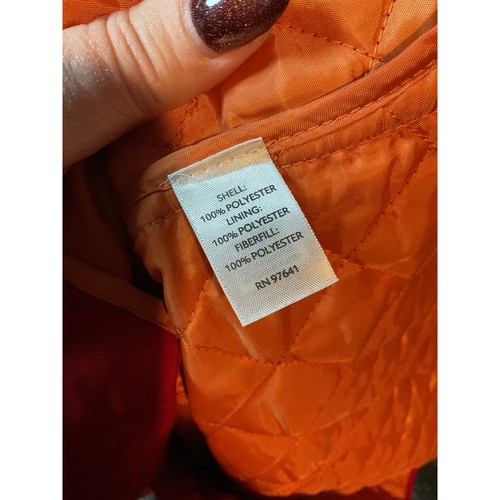 SHELL:
100% POLYESTER
LINING:
100% POLYESTER
FIBERFILL:
100% POLYESTER
RN 97641